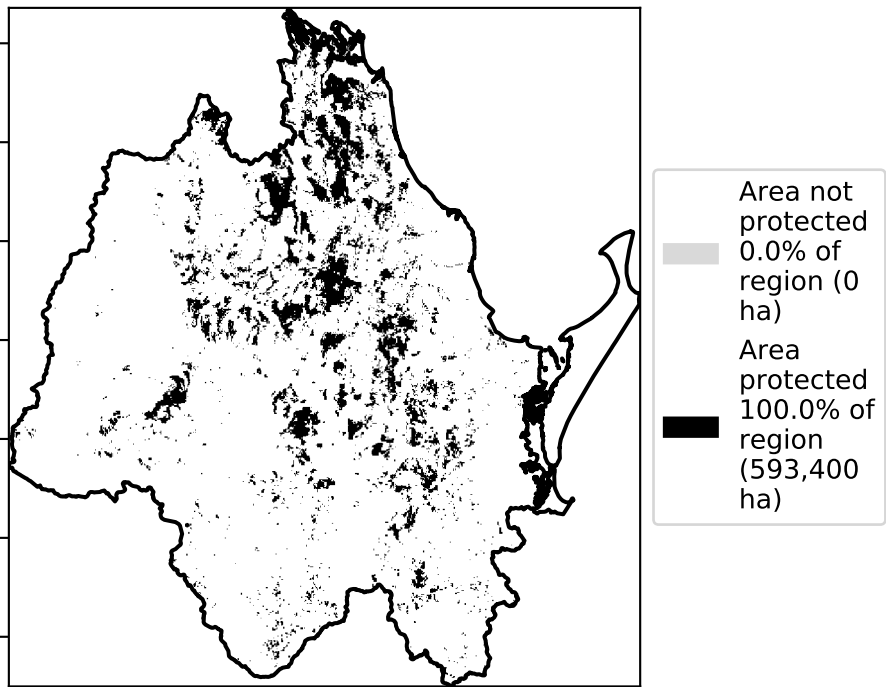 Area not
protected
0.0% of
region (0
ha)
Area
protected
100.0% of
region
(593,400
ha)